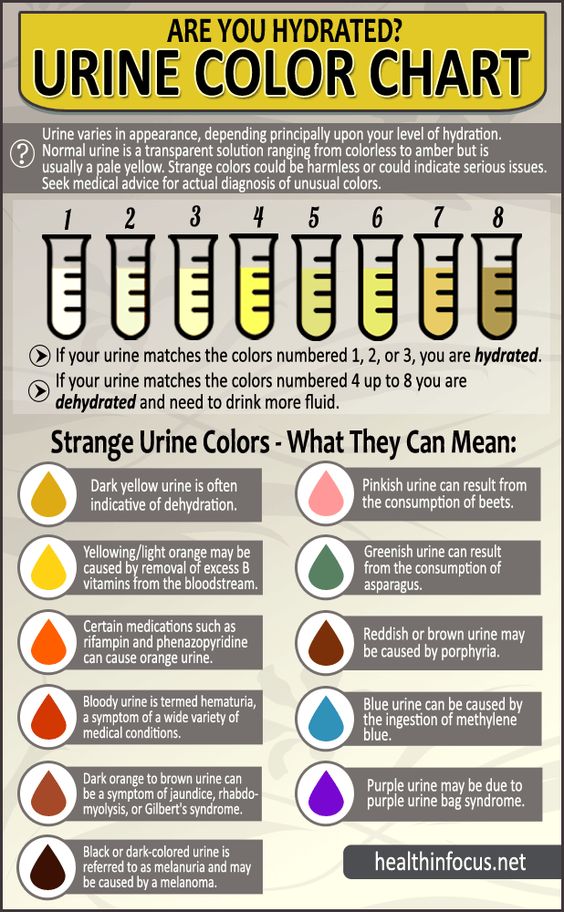 ARE YOU HYDRATED?
URINE COLOR CHART
?
Urine varies in appearance, depending principally upon your level of hydration.
Normal urine is a transparent solution ranging from colorless to amber but is
usually a pale yellow. Strange colors could be harmless or could indicate serious issues.
Seek medical advice for actual diagnosis of unusual colors.
1 2 3 4 5 6 7 8
If your urine matches the colors numbered 1, 2, or 3, you are hydrated.
If your urine matches the colors numbered 4 up to 8 you are
dehydrated and need to drink more fluid.
Strange Urine Colors - What They Can Mean:
Dark yellow urine is often
indicative of dehydration.
Yellowing/light orange may be
caused by removal of excess B
vitamins from the bloodstream.
Certain medications such as
rifampin and phenazopyridine
can cause orange urine.
Bloody urine is termed hematuria,
a symptom of a wide variety of
medical conditions.
Dark orange to brown urine can
be a symptom of jaundice, rhabdo-
myolysis, or Gilbert's syndrome.
Black or dark-colored urine is
referred to as melanuria and may
be caused by a melanoma.
Pinkish urine can result from
the consumption of beets.
Greenish urine can result
from the consumption of
asparagus.
Reddish or brown urine may
be caused by porphyria.
Blue urine can be caused by
the ingestion of methylene
blue.
Purple urine may be due to
purple urine bag syndrome.
healthinfocus.net